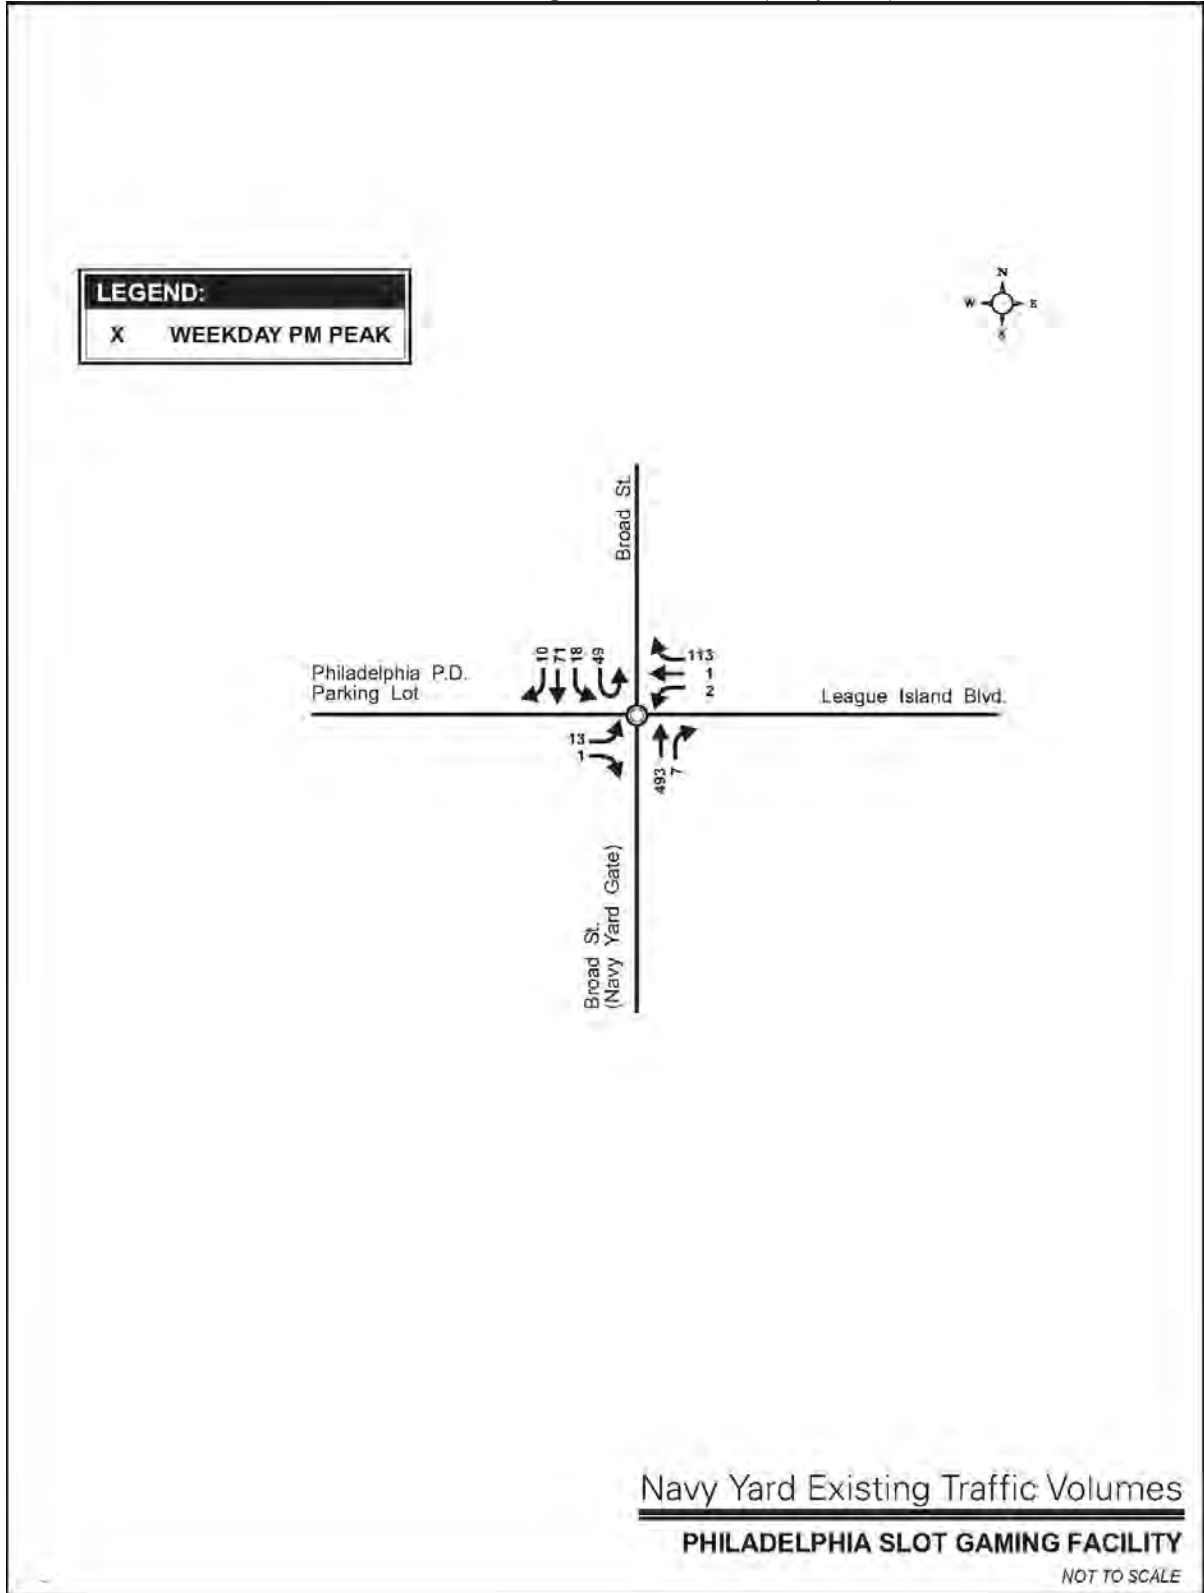 LEGEND:
X WEEKDAY PM PEAK
N
W E
S
Broad St.
10 71 18 49
113
1
2
Philadelphia P.D.
Parking Lot
League Island Blvd.
13
1
493 7
Broad St.
(Navy Yard Gate)
Navy Yard Existing Traffic Volumes
PHILADELPHIA SLOT GAMING FACILITY
NOT TO SCALE